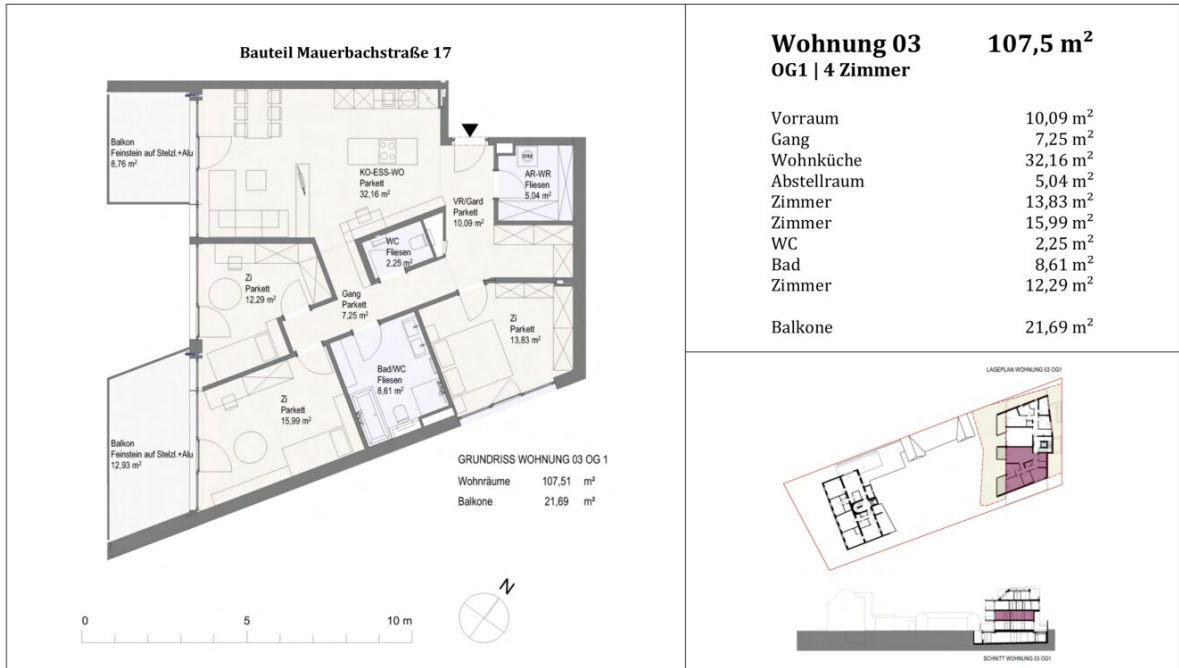 Bauteil Mauerbachstraße 17
Balkon
Feinstein auf Stelzl.+Alu
8,76 m²
KO-ESS-WO
Parkett
32,16 m²
WM
AR-WR
Fliesen
5,04 m²
VR/Gard
Parkett
10,09 m²
WC
Fliesen
2,25 m²
Zi
Parkett
12,29 m²
Gang
Parkett
7,25 m²
Zi
Parkett
13,83 m²
Bad/WC
Fliesen
8,61 m²
Zi
Parkett
15,99 m²
Balkon
Feinstein auf Stelzl.+Alu
12,93 m²
GRUNDRISS WOHNUNG 03 OG 1
Wohnräume 107,51 m²
Balkone 21,69 m²
0 5 10 m
N
Wohnung 03 107,5 m²
OG1 | 4 Zimmer
Vorraum 10,09 m²
Gang 7,25 m²
Wohnküche 32,16 m²
Abstellraum 5,04 m²
Zimmer 13,83 m²
Zimmer 15,99 m²
WC 2,25 m²
Bad 8,61 m²
Zimmer 12,29 m²
Balkone 21,69 m²
LAGEPLAN WOHNUNG 03 OG1
SCHNITT WOHNUNG 03 OG1